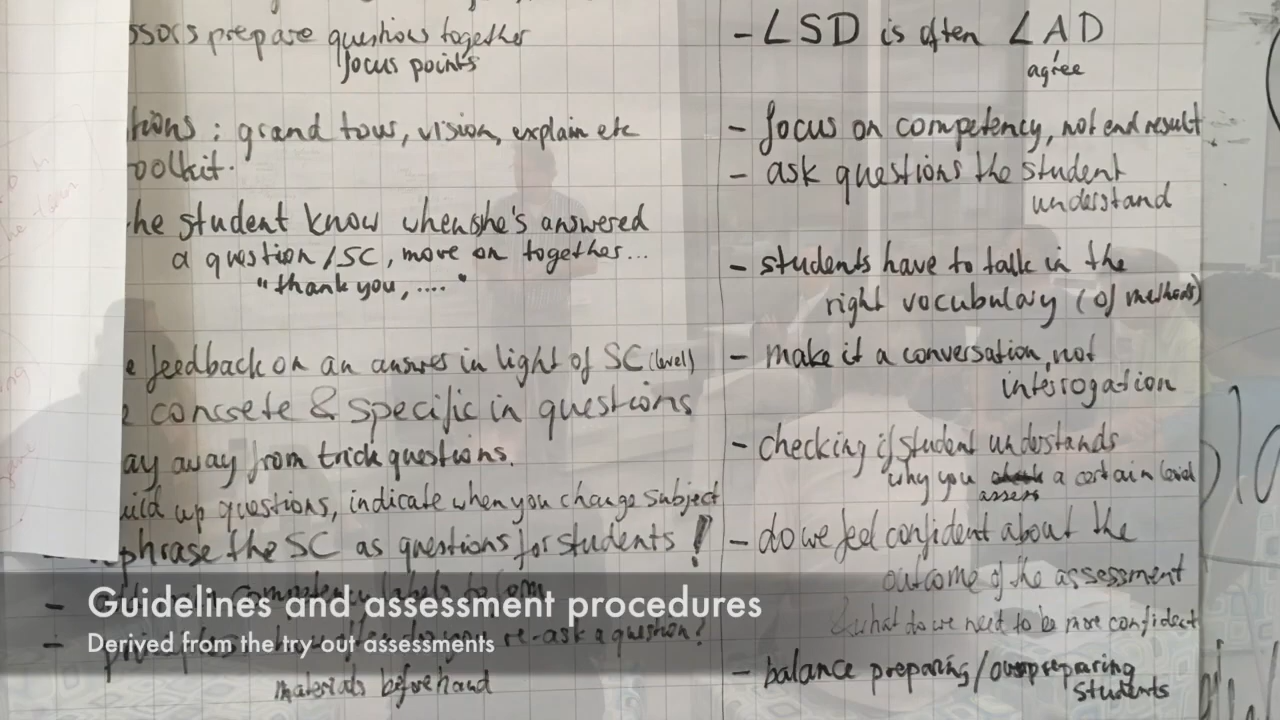 ssors prepare questions together
focus points
tions : grand tour, vision, explain etc
oolkit.
he student know when she's answered
a question / SC, move on together...
"thank you, ...."
e feedback on an answer in light of SC (level)
e concrete & specific in questions
ay away from trick questions.
uild up questions, indicate when you change subject
phrase the SC as questions for students !
-
- re-ask a question?
materials beforehand
- LSD is often LAD
agree
- focus on competency, not end result
- ask questions the student
understand
- students have to talk in the
right vocubulary (of methods)
- make it a conversation, not
interrogation
- checking if student understands
why you a certain level
assess
- do we feel confident about the
outcome of the assessment
& what do we need to be more confident
- balance preparing/overpreparing
students
Guidelines and assessment procedures
Derived from the try out assessments